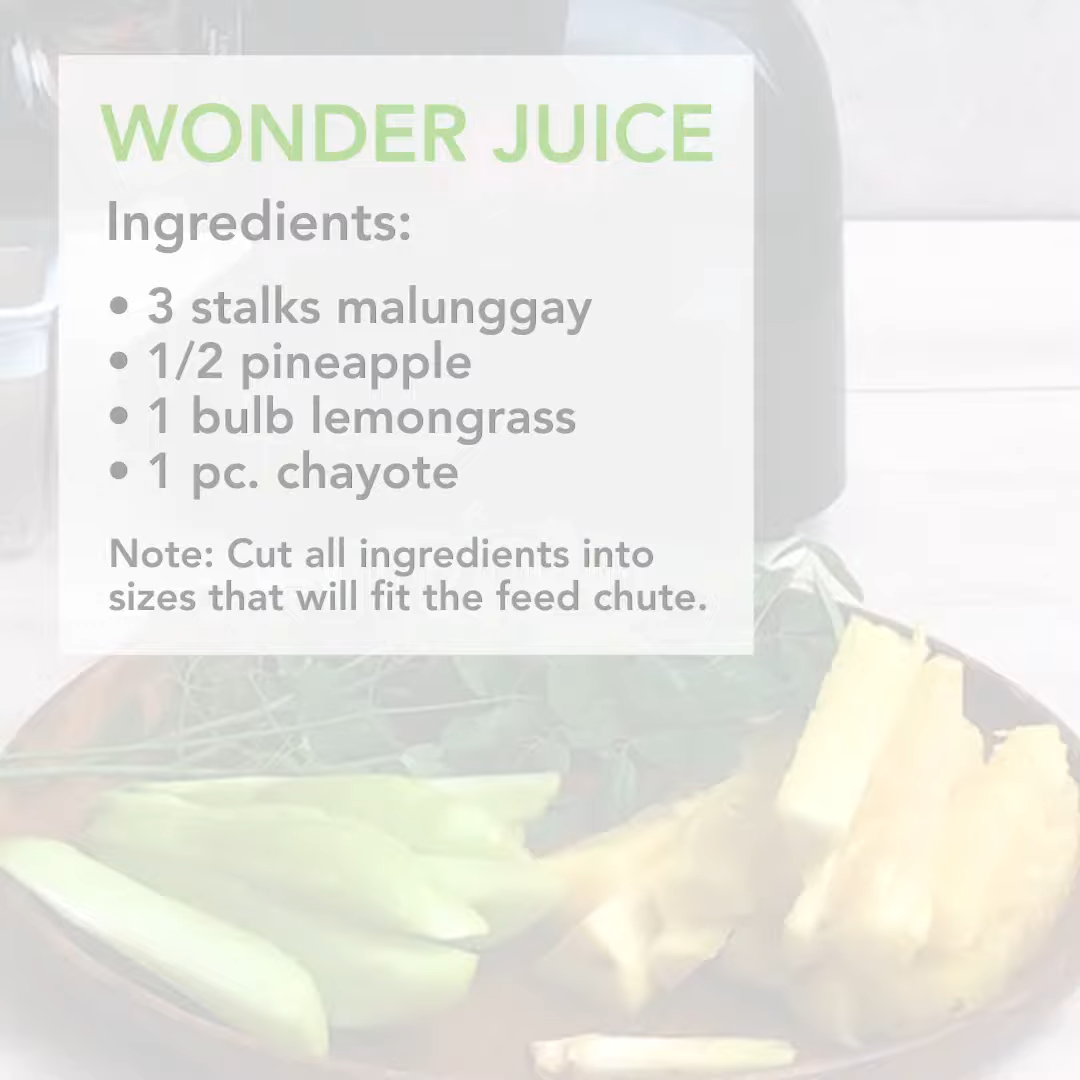 WONDER JUICE
Ingredients:
• 3 stalks malunggay
• 1/2 pineapple
• 1 bulb lemongrass
• 1 pc. chayote
Note: Cut all ingredients into
sizes that will fit the feed chute.